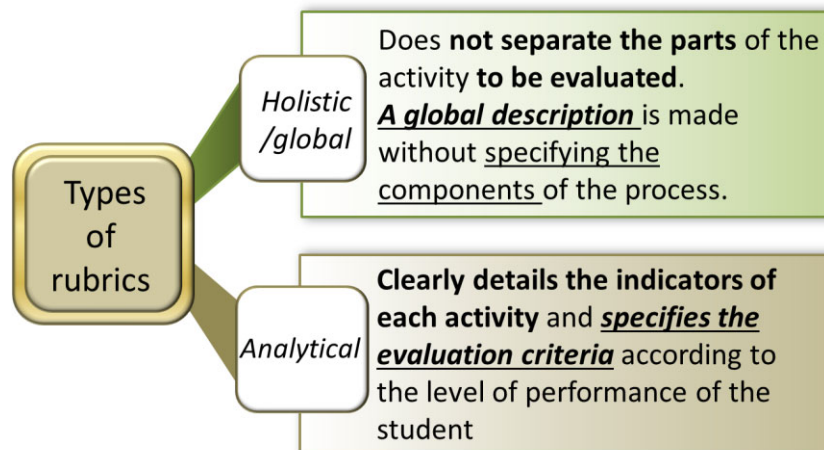 Types
of
rubrics
Holistic
/global
Does not separate the parts of the
activity to be evaluated.
A global description is made
without specifying the
components of the process.
Analytical
Clearly details the indicators of
each activity and specifies the
evaluation criteria according to
the level of performance of the
student